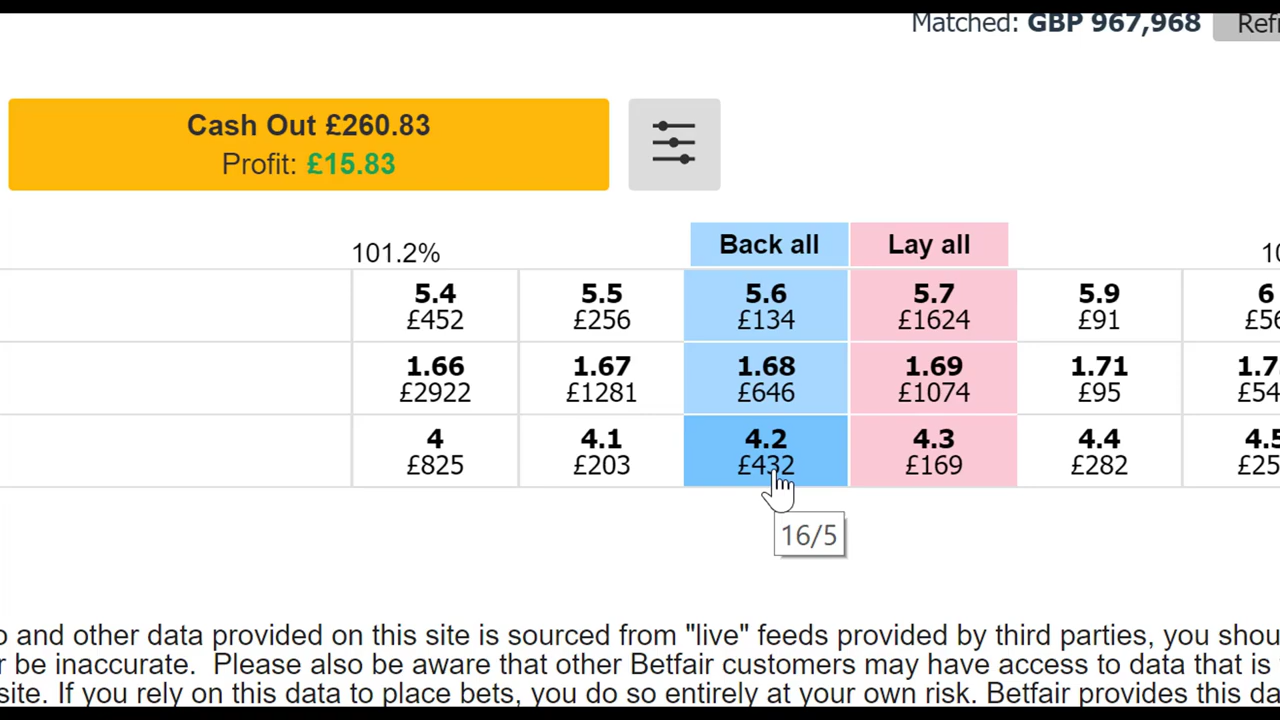 Matched: GBP 967,968
Cash Out £260.83
Profit: £15.83
Back all Lay all
101.2%
5.4 5.5 5.6 5.7 5.9 6
£452 £256 £134 £1624 £91
1.66 1.67 1.68 1.69 1.71
£2922 £1281 £646 £1074 £95
4 4.1 4.2 4.3 4.4
£825 £203 £432 £169 £282
16/5
and other data provided on this site is sourced from "live" feeds provided by third parties, you
be inaccurate. Please also be aware that other Betfair customers may have access to data that is
site. If you rely on this data to place bets, you do so entirely at your own risk. Betfair provides this